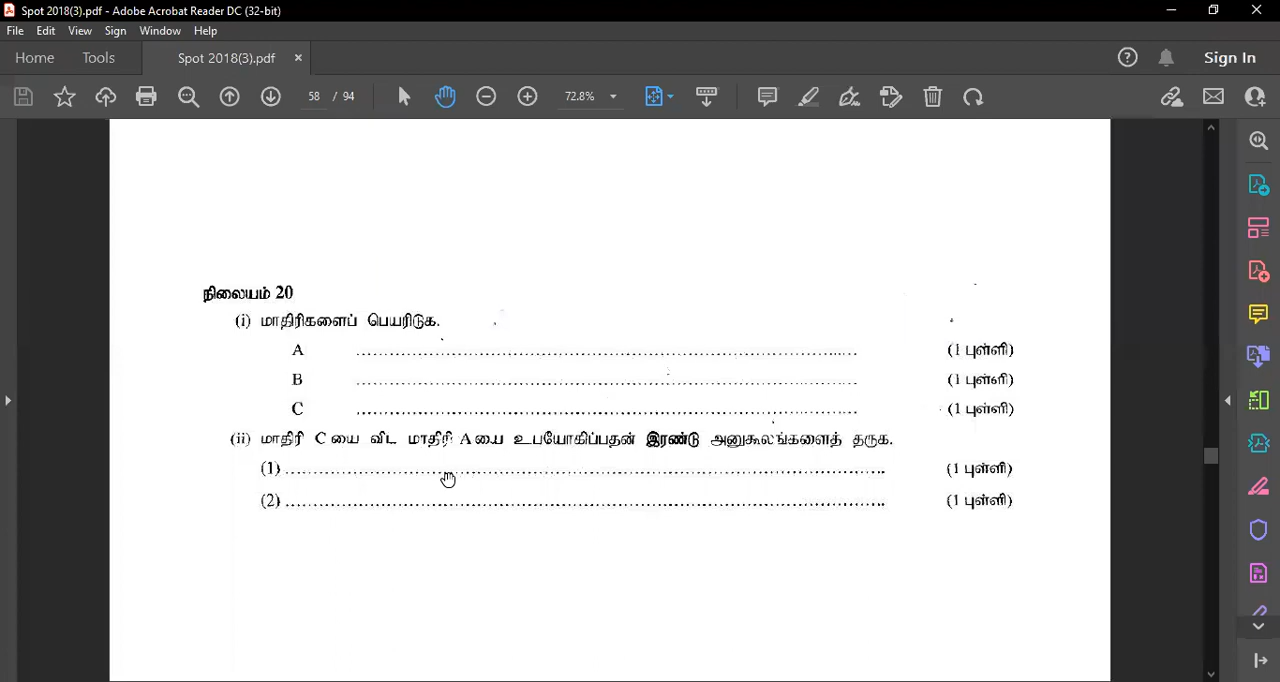 Spot 2018(3).pdf - Adobe Acrobat Reader DC (32-bit)
File Edit View Sign Window Help
Home Tools Spot 2018(3).pdf × Sign In
58 / 94 72.8%
நிலையம் 20
(i) மாதிரிகளைப் பெயரிடுக.
A ........................................ (1 புள்ளி)
B ........................................ (1 புள்ளி)
C ........................................ (1 புள்ளி)
(ii) மாதிரி C யை விட மாதிரி A யை உபயோகிப்பதன் இரண்டு அனுகூலங்களைத் தருக.
(1) ........................................ (1 புள்ளி)
(2) ........................................ (1 புள்ளி)